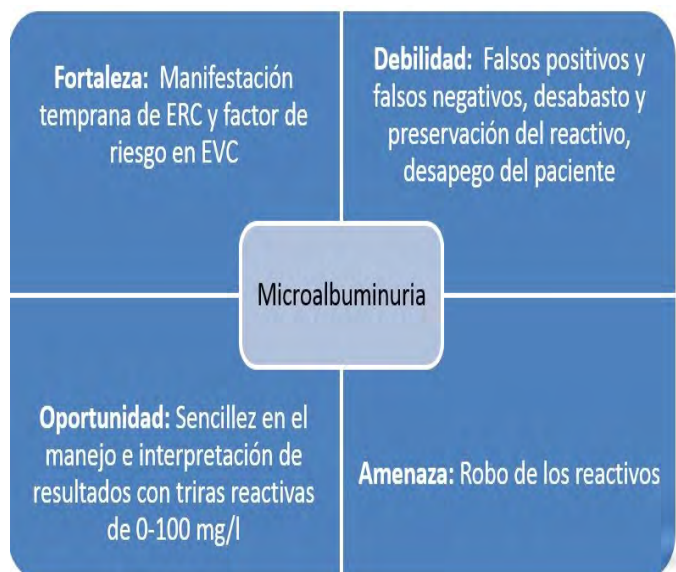 Fortaleza: Manifestación
temprana de ERC y factor de
riesgo en EVC
Debilidad: Falsos positivos y
falsos negativos, desabasto y
preservación del reactivo,
desapego del paciente
Microalbuminuria
Oportunidad: Sencillez en el
manejo e interpretación de
resultados con triras reactivas
de 0-100 mg/l
Amenaza: Robo de los reactivos